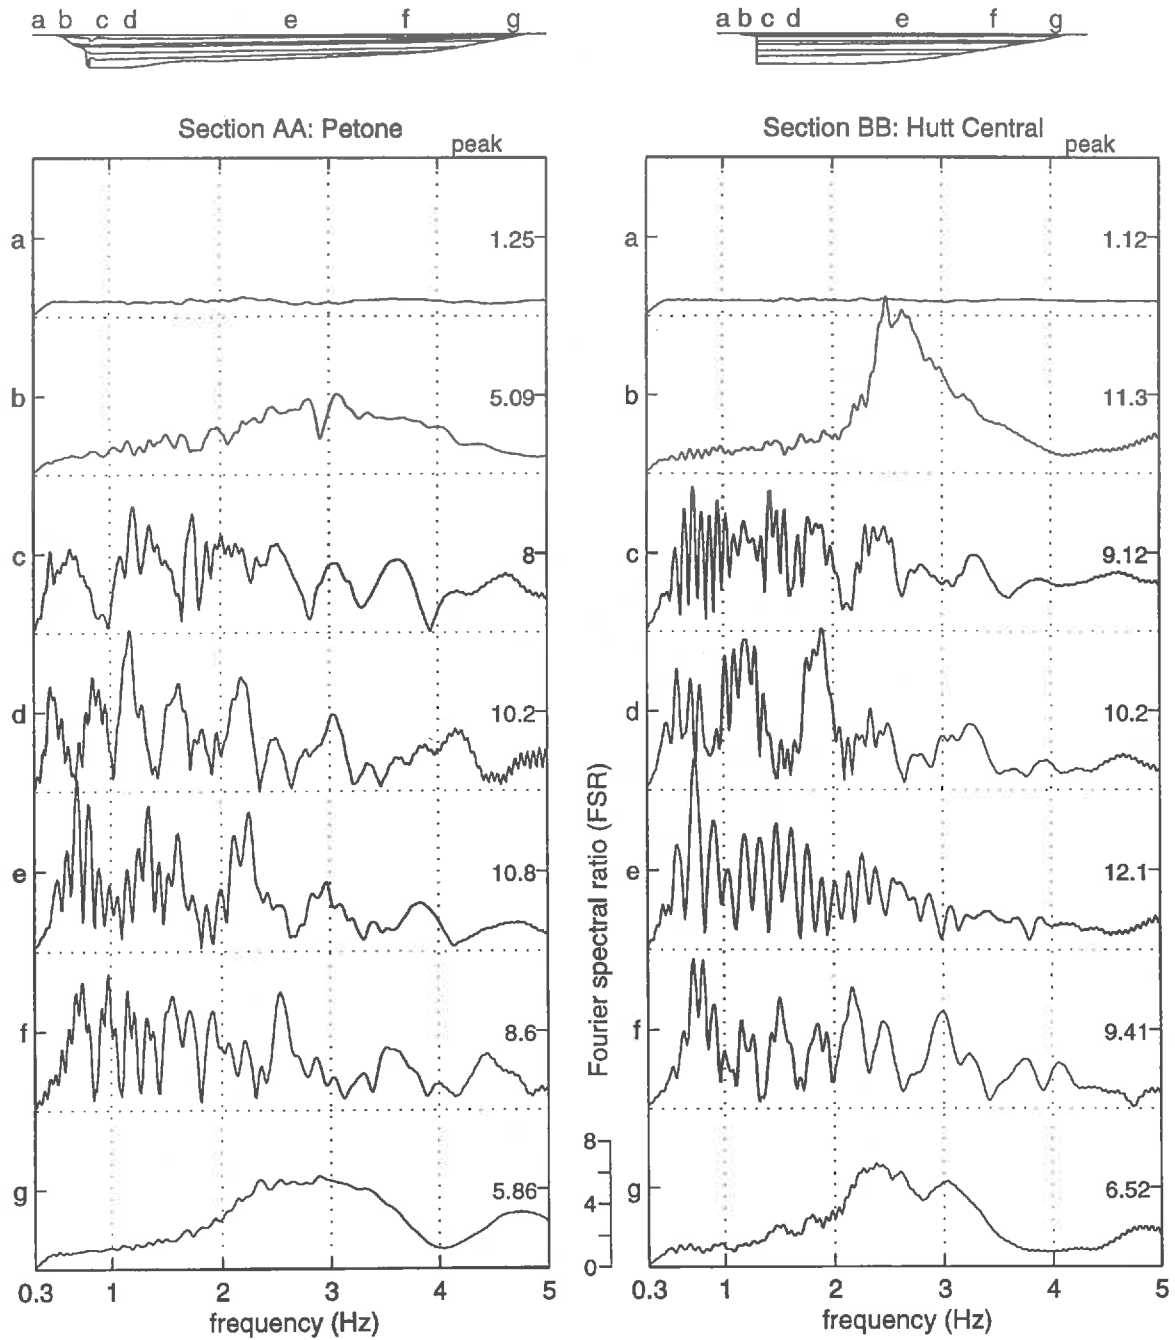 a b c d e f g
a b c d e f g
Section AA: Petone
peak
Section BB: Hutt Central
peak
a
1.25
a
1.12
b
5.09
b
11.3
c
8
c
9.12
d
10.2
d
10.2
e
10.8
e
12.1
f
8.6
f
9.41
g
5.86
g
6.52
Fourier spectral ratio (FSR)
8
4
2
0
0.3 1 2 3 4 5
frequency (Hz)
0.3 1 2 3 4 5
frequency (Hz)